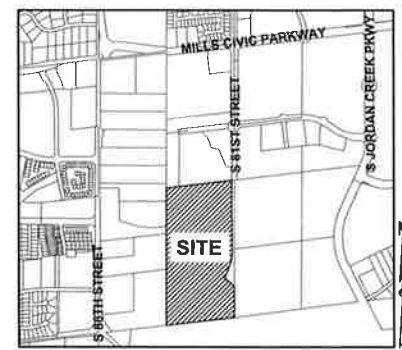 MILLS CIVIC PARKWAY
S 81ST STREET
S JORDAN CREEK PKWY
SITE
S 88TH STREET